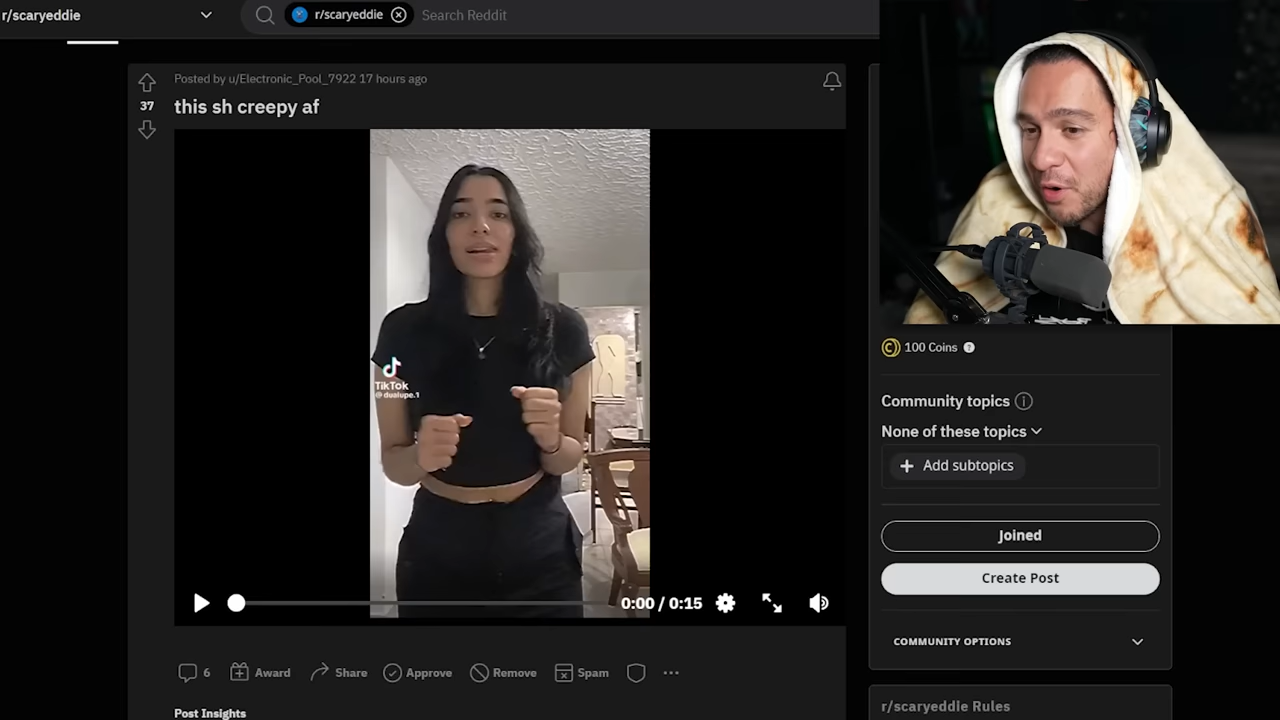 r/scaryeddie
r/scaryeddie
Search Reddit
Posted by u/Electronic_Pool_7922 17 hours ago
37
this sh creepy af
TikTok
@dualupe.1
0:00 / 0:15
6
Award
Share
Approve
Remove
Spam
Post Insights
100 Coins
Community topics
None of these topics
Add subtopics
Joined
Create Post
COMMUNITY OPTIONS
r/scaryeddie Rules